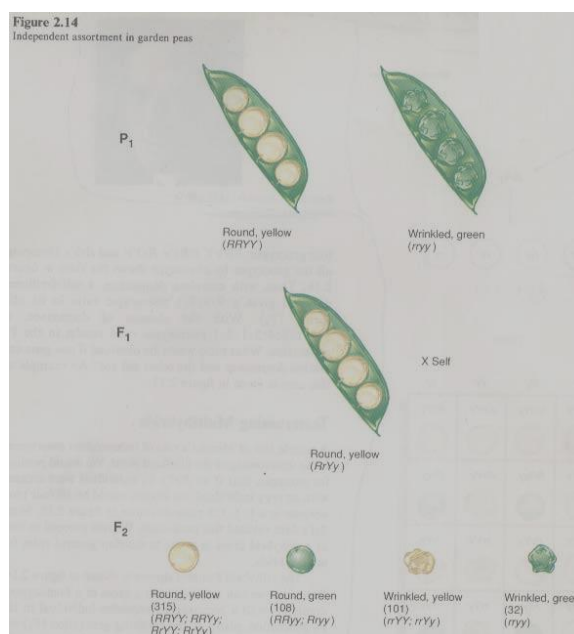 Figure 2.14
Independent assortment in garden peas
P1
Round, yellow
(RRYY)
Wrinkled, green
(rryy)
F1
X Self
Round, yellow
(RrYy)
F2
Round, yellow
(315)
(RRYY; RRYy;
RrYY; RrYy)
Round, green
(108)
(RRyy; Rryy)
Wrinkled, yellow
(101)
(rrYY; rrYy)
Wrinkled, gree
(32)
(rryy)